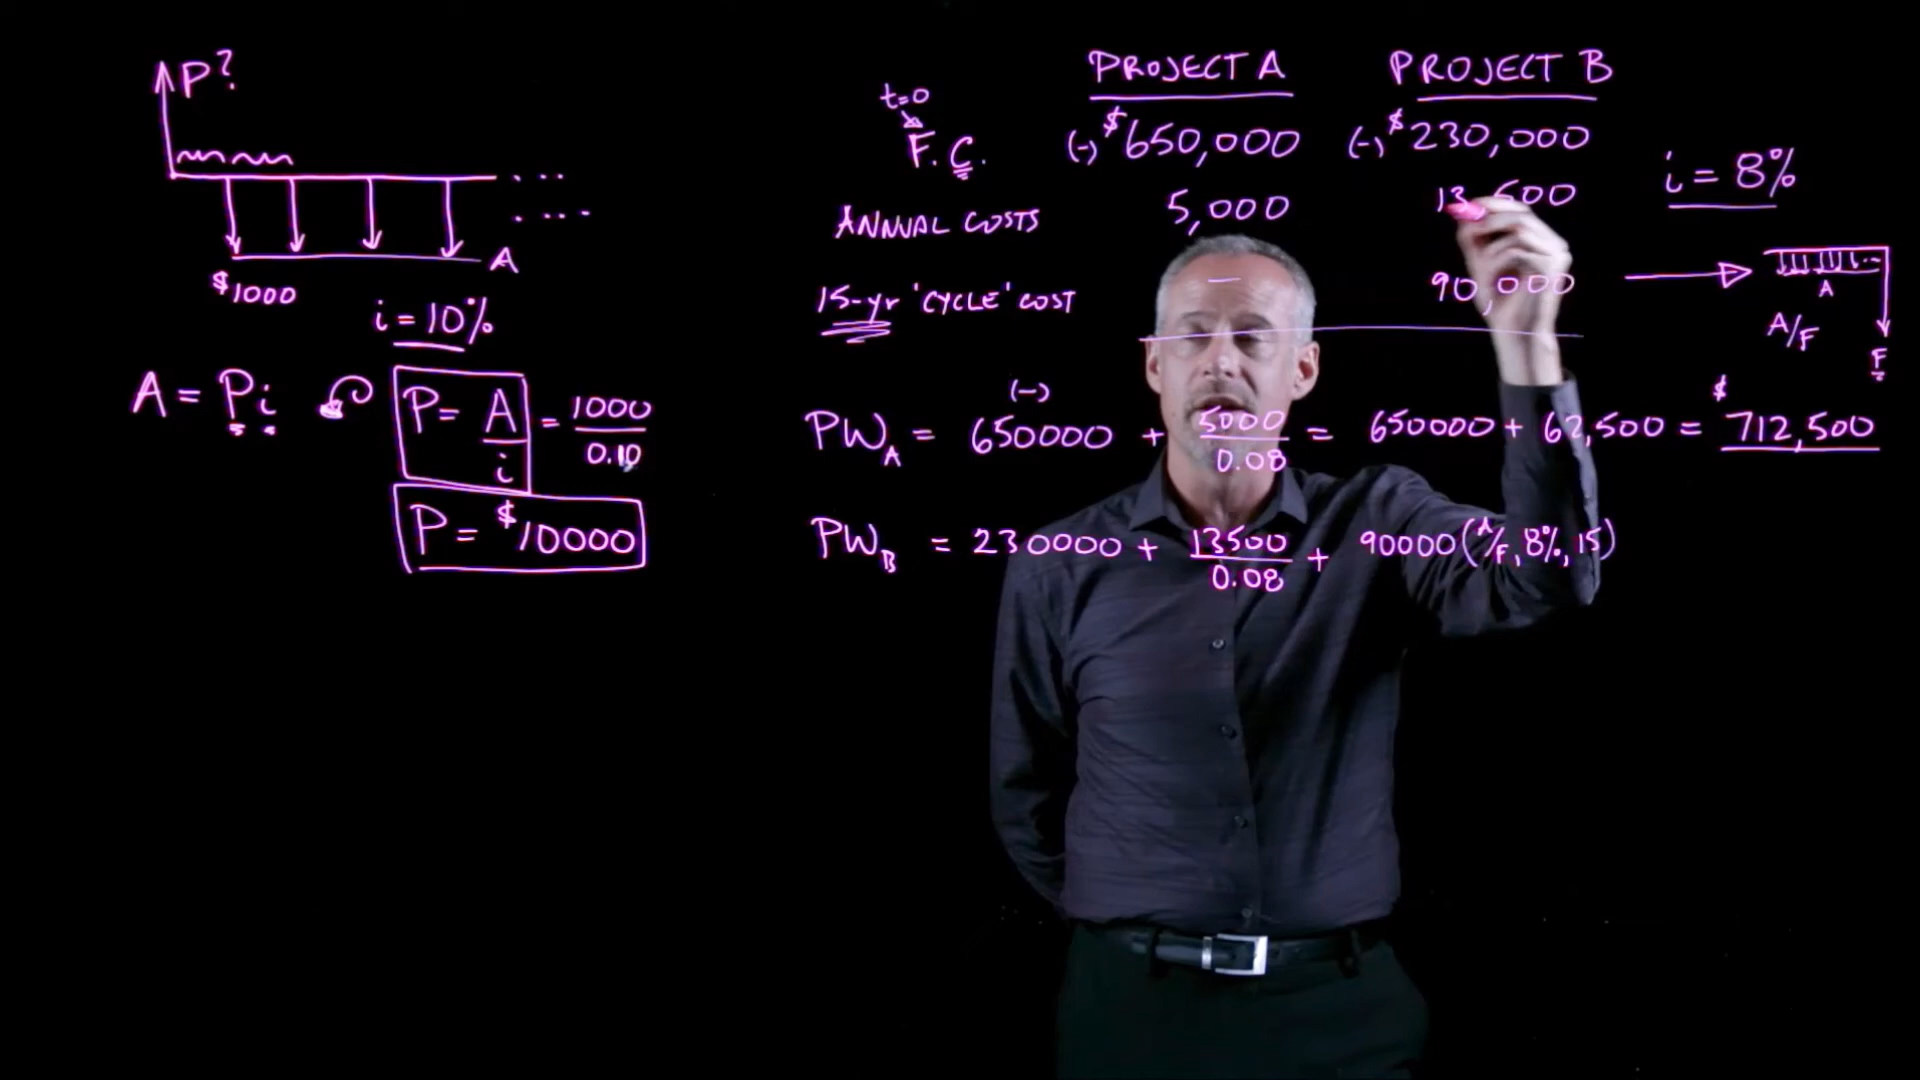 P?
A
$1000
i = 10%
A = Pi
P = A/i = 1000/0.10
P = $10000
PROJECT A PROJECT B
t=0
F.C. (-) $650,000 (-) $230,000
ANNUAL COSTS 5,000 13,500
i = 8%
15-yr 'CYCLE' COST — 90,000
A
A/F
F
(-)
PW_A = 650000 + 5000/0.08 = 650000 + 62,500 = $712,500
PW_B = 230000 + 13500/0.08 + 90000(A/F, 8%, 15)